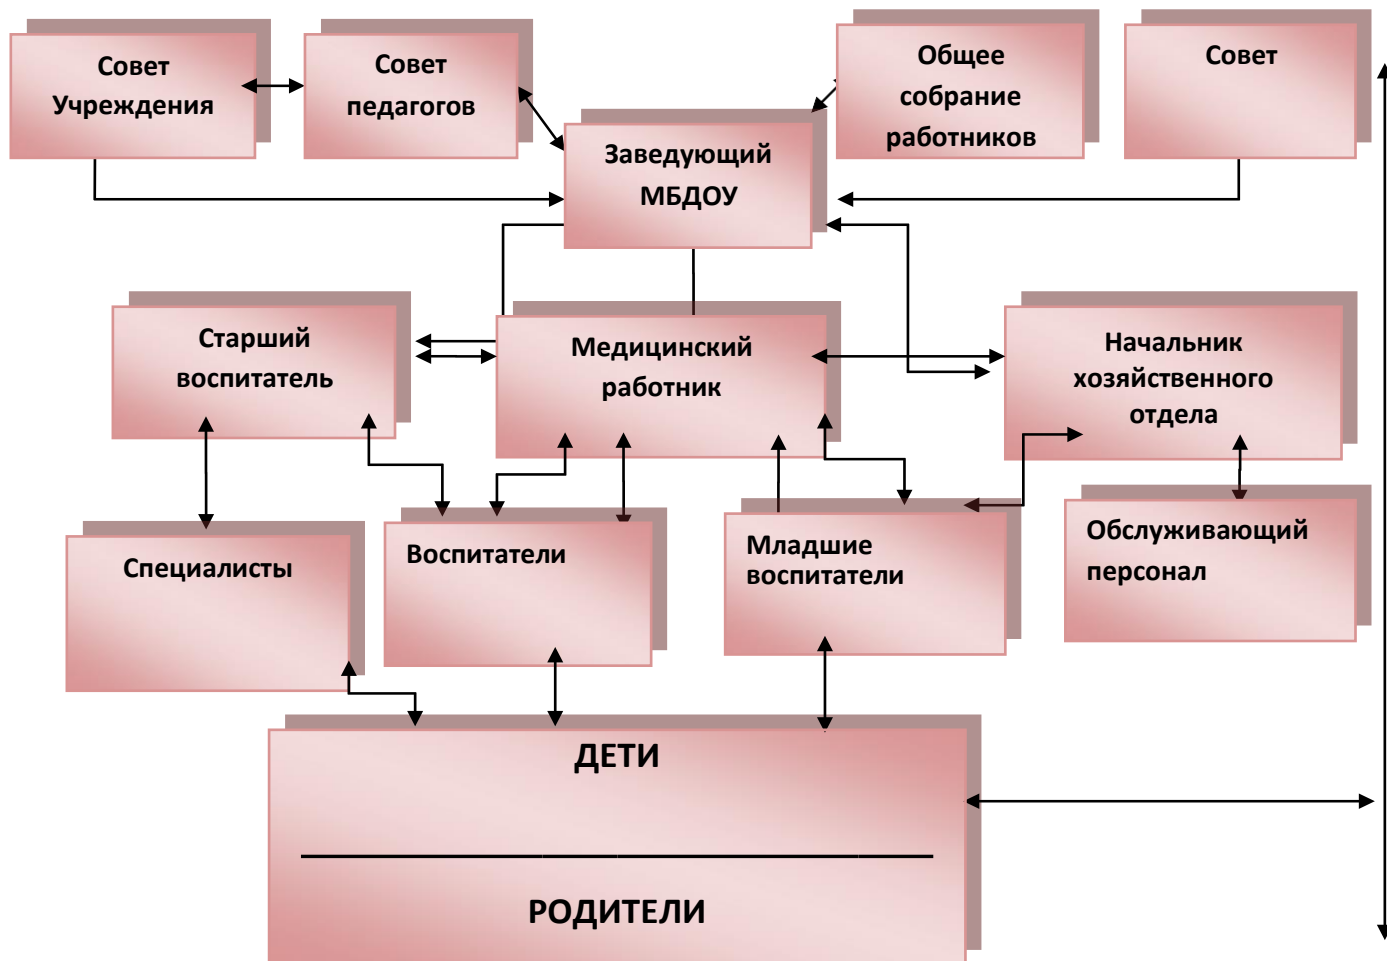 Совет
Учреждения
Совет
педагогов
Общее
собрание
работников
Совет
Заведующий
МБДОУ
Старший
воспитатель
Медицинский
работник
Начальник
хозяйственного
отдела
Специалисты
Воспитатели
Младшие
воспитатели
Обслуживающий
персонал
ДЕТИ
РОДИТЕЛИ